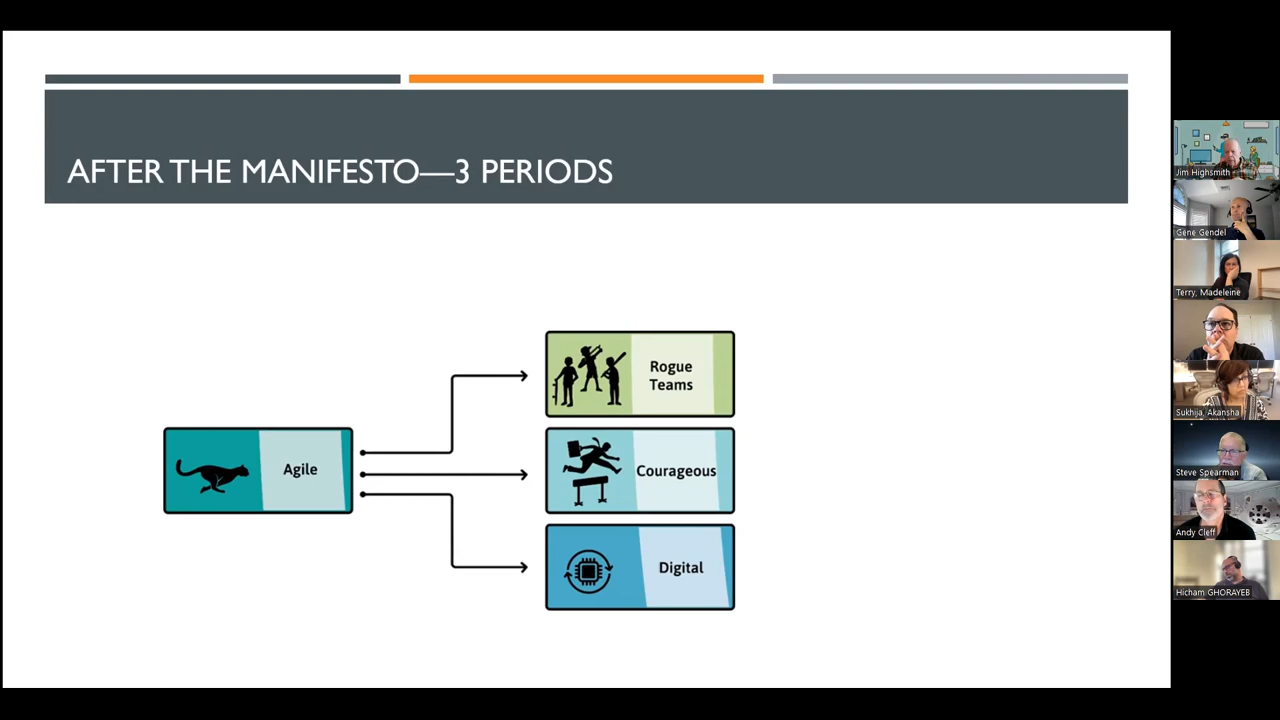 AFTER THE MANIFESTO—3 PERIODS
Agile
Rogue
Teams
Courageous
Digital
Jim Highsmith
Gene Gendel
Terry, Madeleine
Sukhija, Akansha
Steve Spearman
Andy Cleff
Hicham GHORAYEB